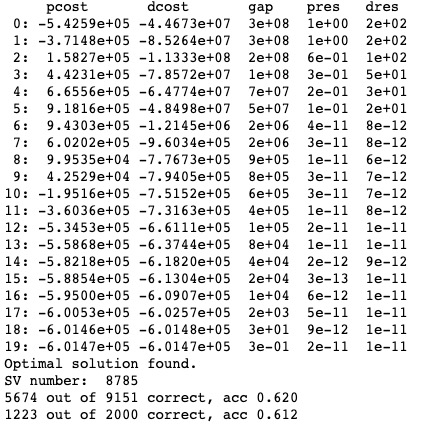 pcost dcost gap pres dres
0: -5.4259e+05 -4.4673e+07 3e+08 1e+00 2e+02
1: -3.7148e+05 -8.5264e+07 3e+08 1e+00 2e+02
2: 1.5827e+05 -1.1333e+08 2e+08 6e-01 1e+02
3: 4.4231e+05 -7.8572e+07 1e+08 3e-01 5e+01
4: 6.6556e+05 -6.4774e+07 7e+07 2e-01 3e+01
5: 9.1816e+05 -4.8498e+07 5e+07 1e-01 2e+01
6: 9.4303e+05 -1.2145e+06 2e+06 4e-11 8e-12
7: 6.0202e+05 -9.6034e+05 2e+06 3e-11 8e-12
8: 9.9535e+04 -7.7673e+05 9e+05 1e-11 6e-12
9: 4.2529e+04 -7.9405e+05 8e+05 3e-11 7e-12
10: -1.9516e+05 -7.5152e+05 6e+05 3e-11 7e-12
11: -3.6036e+05 -7.3163e+05 4e+05 1e-11 8e-12
12: -5.3453e+05 -6.6111e+05 1e+05 2e-11 1e-11
13: -5.5868e+05 -6.3744e+05 8e+04 1e-11 1e-11
14: -5.8218e+05 -6.1820e+05 4e+04 2e-12 9e-12
15: -5.8854e+05 -6.1304e+05 2e+04 3e-13 1e-11
16: -5.9500e+05 -6.0907e+05 1e+04 6e-12 1e-11
17: -6.0053e+05 -6.0257e+05 2e+03 5e-11 1e-11
18: -6.0146e+05 -6.0148e+05 3e+01 9e-12 1e-11
19: -6.0147e+05 -6.0147e+05 3e-01 2e-11 1e-11
Optimal solution found.
SV number: 8785
5674 out of 9151 correct, acc 0.620
1223 out of 2000 correct, acc 0.612